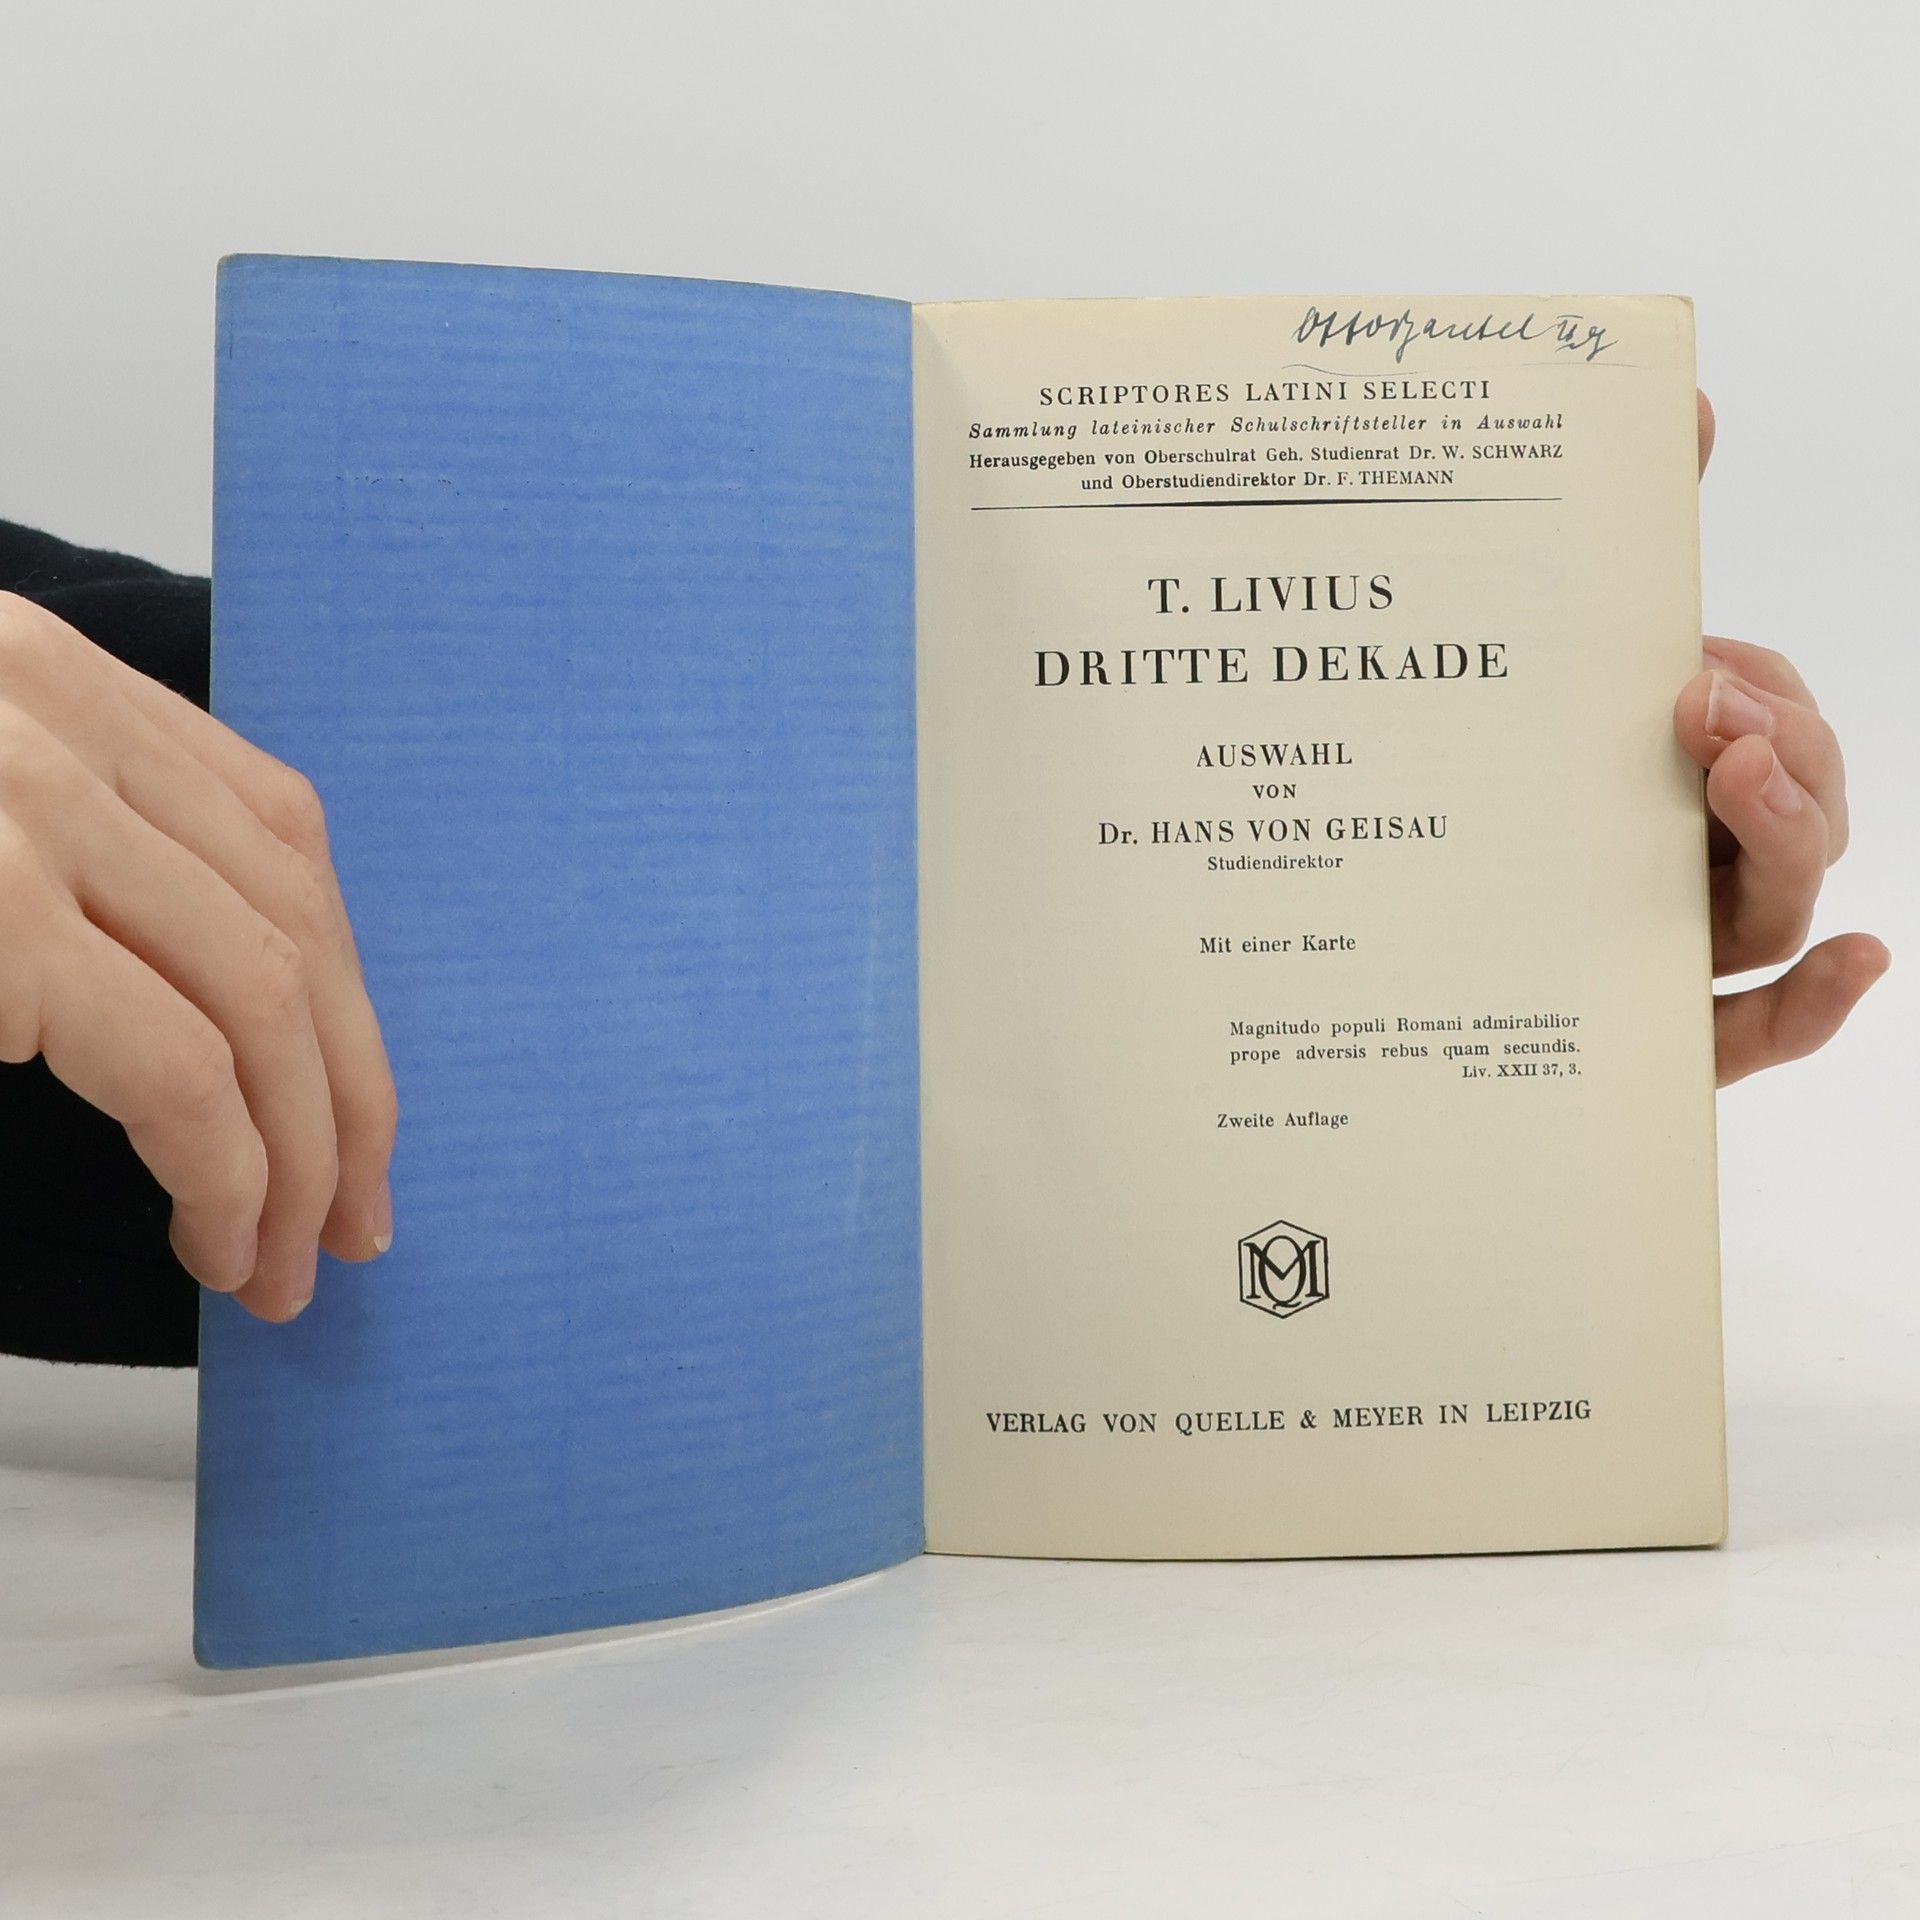 SCRIPTORES LATINI SELECTI
Sammlung lateinischer Schulschriftsteller in Auswahl
Herausgegeben von Oberschulrat Geh. Studienrat Dr. W. SCHWARZ
und Oberstudiendirektor Dr. F. THEMANN
T. LIVIUS
DRITTE DEKADE
AUSWAHL
VON
Dr. HANS VON GEISAU
Studiendirektor
Mit einer Karte
Magnitudo populi Romani admirabilior
prope adversis rebus quam secundis.
Liv. XXII 37, 3.
Zweite Auflage
QM
VERLAG VON QUELLE & MEYER IN LEIPZIG